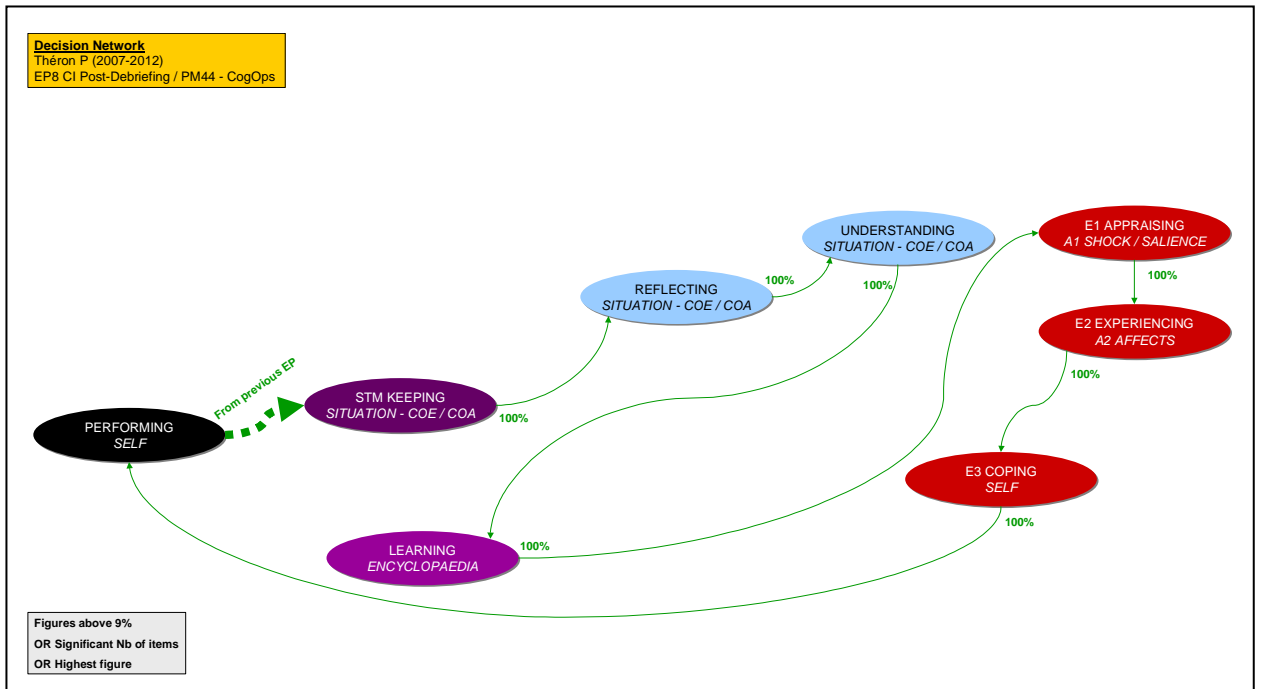 Decision Network
Théron P (2007-2012)
EP8 CI Post-Debriefing / PM44 - CogOps
UNDERSTANDING
SITUATION - COE / COA
E1 APPRAISING
A1 SHOCK / SALIENCE
100%
100%
100%
REFLECTING
SITUATION - COE / COA
E2 EXPERIENCING
A2 AFFECTS
100%
From previous EP
STM KEEPING
SITUATION - COE / COA
100%
PERFORMING
SELF
E3 COPING
SELF
100%
LEARNING
ENCYCLOPAEDIA
100%
Figures above 9%
OR Significant Nb of items
OR Highest figure